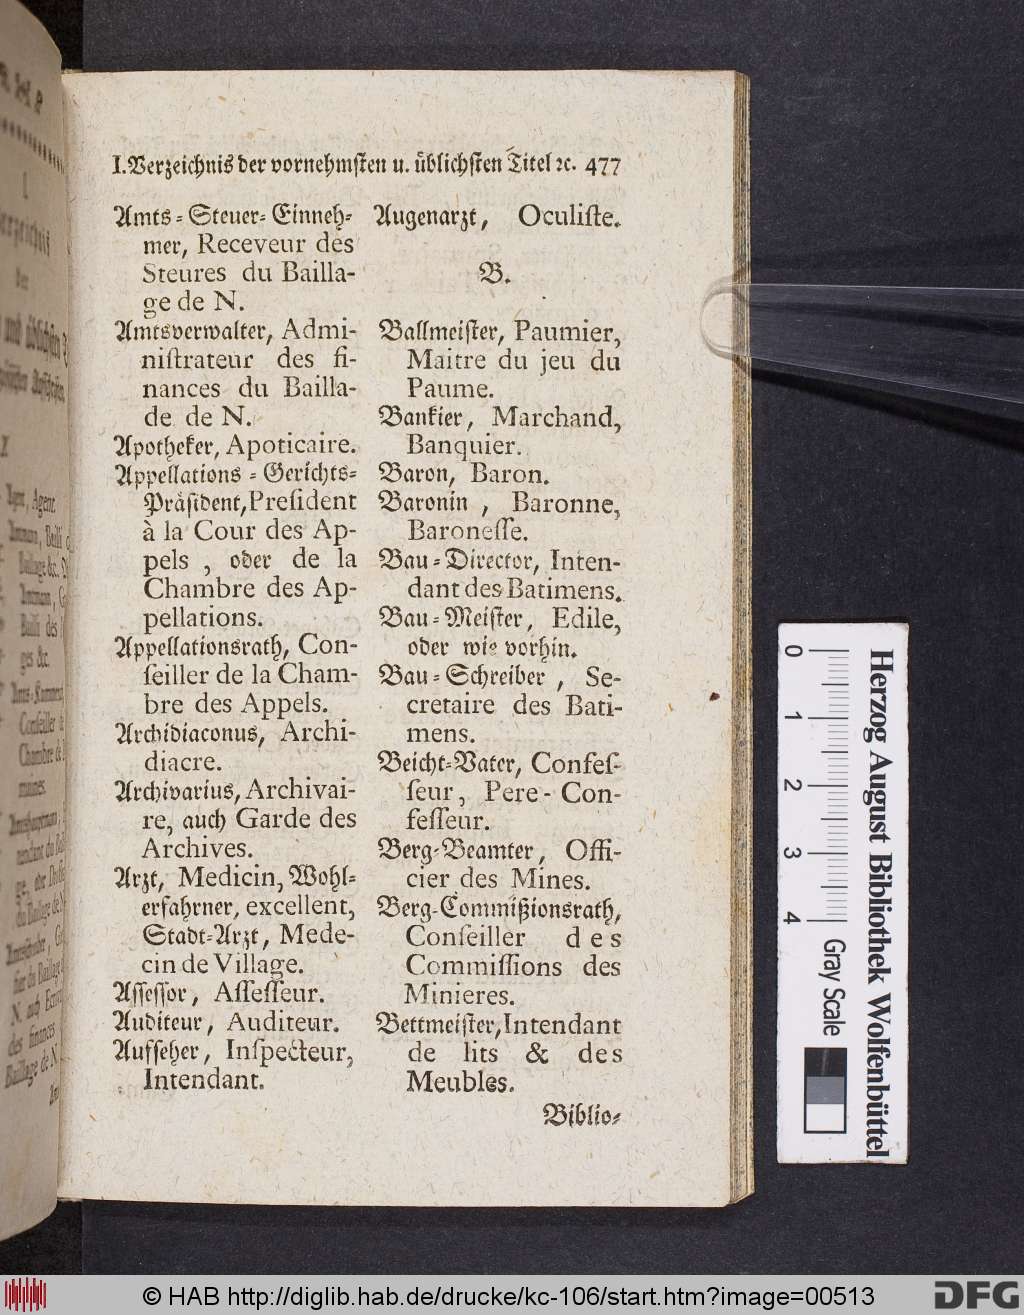 I. Verzeichnis der vornehmsten u. üblichsten Titel ꝛc. 477
Amts-Steuer-Einneh-
mer, Receveur des
Steures du Bailla-
ge de N.
Amtsverwalter, Admi-
niſtrateur des fi-
nances du Bailla-
de de N.
Apotheker, Apoticaire.
Appellations-Gerichts-
Präſident, Preſident
à la Cour des Ap-
pels, oder de la
Chambre des Ap-
pellations.
Appellationsrath, Con-
ſeiller de la Cham-
bre des Appels.
Archidiaconus, Archi-
diacre.
Archivarius, Archivai-
re, auch Garde des
Archives.
Arzt, Medicin, Wohl-
erfahrner, excellent,
Stadt-Arzt, Mede-
cin de Village.
Aſſeſſor, Aſſeſſeur.
Auditeur, Auditeur.
Aufſeher, Inſpecteur,
Intendant.
Augenarzt, Oculiſte.
B.
Ballmeiſter, Paumier,
Maitre du jeu du
Paume.
Bankier, Marchand,
Banquier.
Baron, Baron.
Baronin, Baronne,
Baroneſſe.
Bau-Director, Inten-
dant des Batimens.
Bau-Meiſter, Edile,
oder wie vorhin.
Bau-Schreiber, Se-
cretaire des Bati-
mens.
Beicht-Vater, Confeſ-
ſeur, Pere-Con-
feſſeur.
Berg-Beamter, Offi-
cier des Mines.
Berg-Commißionsrath,
Conſeiller des
Commiſſions des
Minieres.
Bettmeiſter, Intendant
de lits & des
Meubles.
Biblio-
0 1 2 3 4 Gray Scale
Herzog August Bibliothek Wolfenbüttel
© HAB http://diglib.hab.de/drucke/kc-106/start.htm?image=00513
DFG